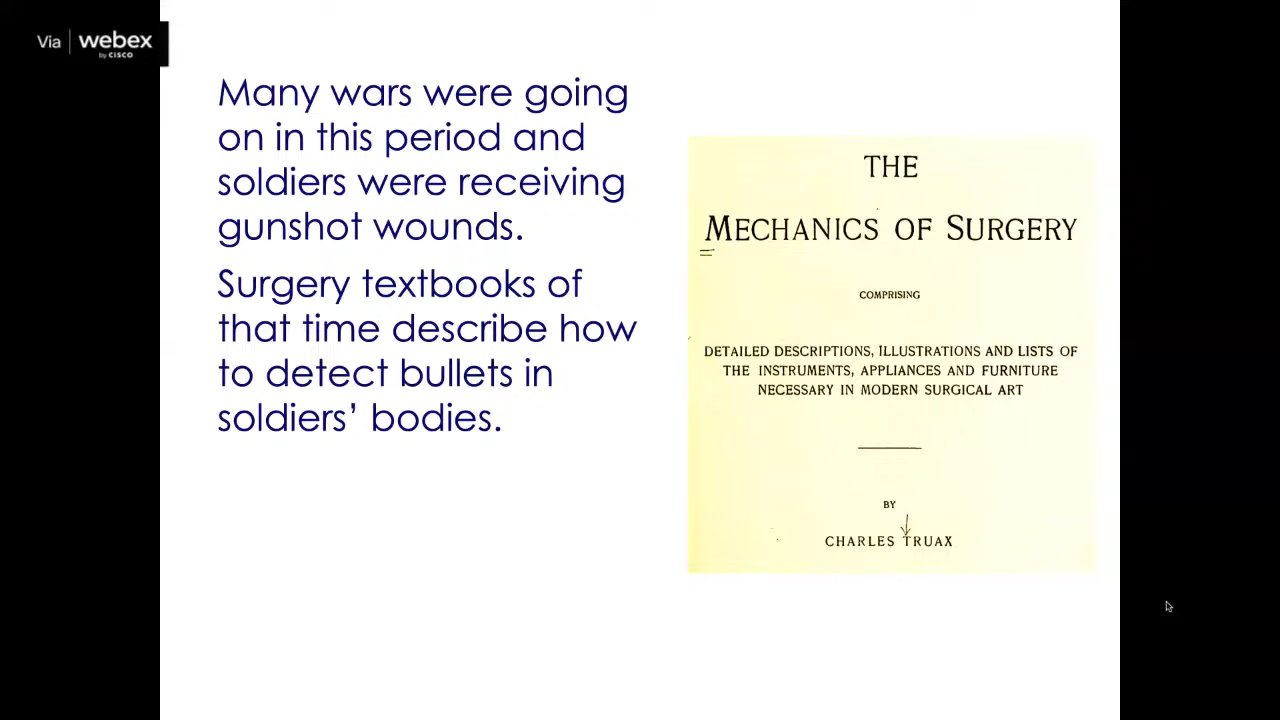 Via webex
by CISCO
Many wars were going
on in this period and
soldiers were receiving
gunshot wounds.
Surgery textbooks of
that time describe how
to detect bullets in
soldiers’ bodies.
THE
MECHANICS OF SURGERY
COMPRISING
DETAILED DESCRIPTIONS, ILLUSTRATIONS AND LISTS OF
THE INSTRUMENTS, APPLIANCES AND FURNITURE
NECESSARY IN MODERN SURGICAL ART
BY
CHARLES TRUAX